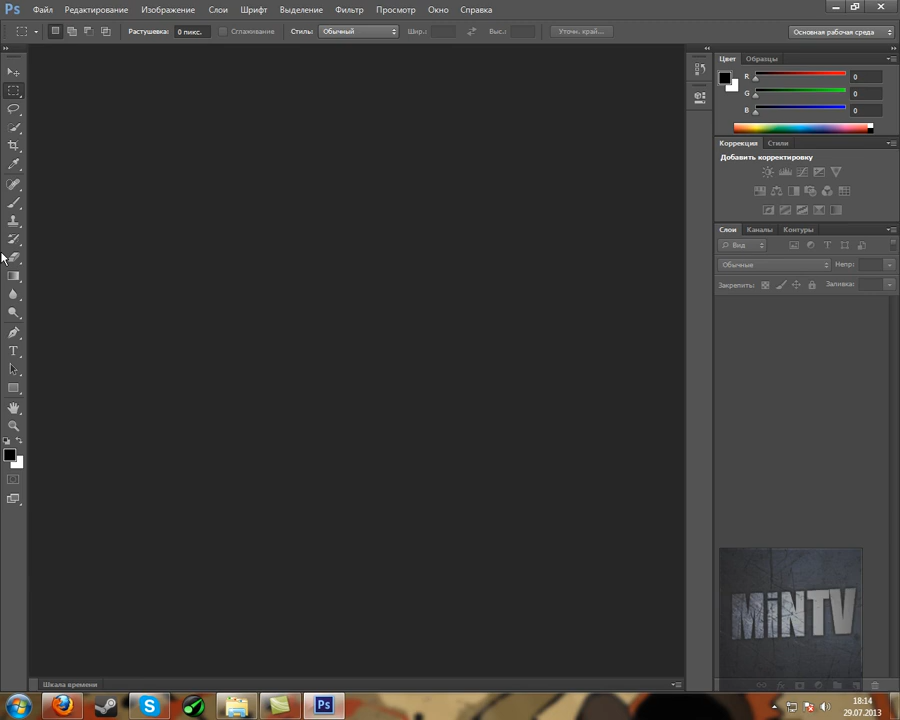 Ps Файл Редактирование Изображение Слои Шрифт Выделение Фильтр Просмотр Окно Справка
Растушевка: 0 пикс. Сглаживание Стиль: Обычный Шир.: Выс.: Уточн. край... Основная рабочая среда
Цвет Образцы
R 0
G 0
B 0
Коррекция Стили
Добавить корректировку
Слои Каналы Контуры
Вид
Обычные Непр.:
Закрепить: Заливка:
MiNTV
Шкала времени
18:14
29.07.2013